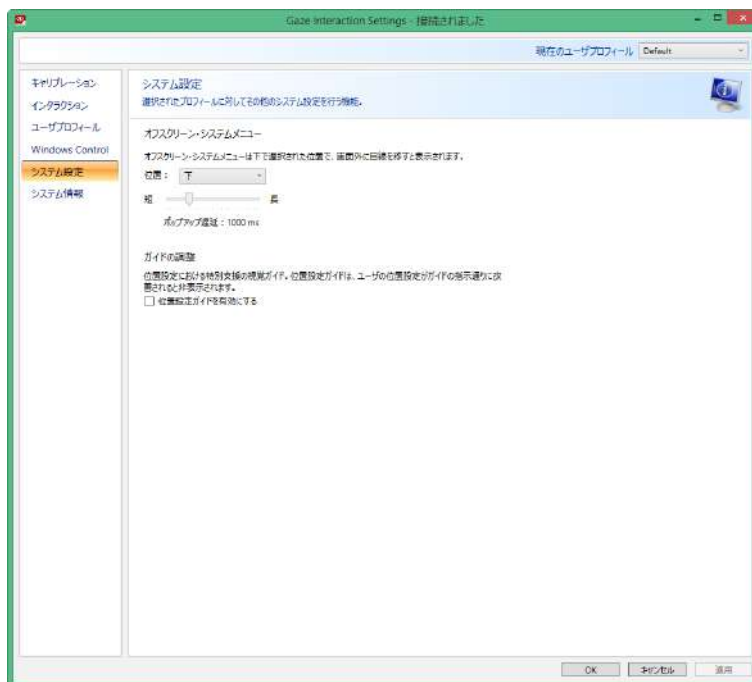 Gaze Interaction Settings - 接続されました
現在のユーザプロフィール Default
キャリブレーション
インタラクション
ユーザプロフィール
Windows Control
システム設定
システム情報
システム設定
選択されたプロフィールに対してその他のシステム設定を行う機能。
オフスクリーン・システムメニュー
オフスクリーン・システムメニューは下で選択された位置で、画面外に目線を移すと表示されます。
位置： 下
短 長
ポップアップ遅延：1000 ms
ガイドの調整
位置設定における特別支援の視覚ガイド。位置設定ガイドは、ユーザの位置設定がガイドの指示通りに改
善されると非表示されます。
位置設定ガイドを有効にする
OK キャンセル 適用